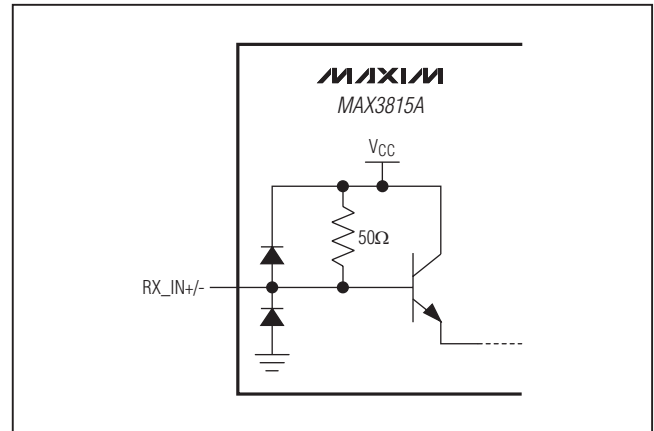 MAXIM
MAX3815A
VCC
50Ω
RX_IN+/-